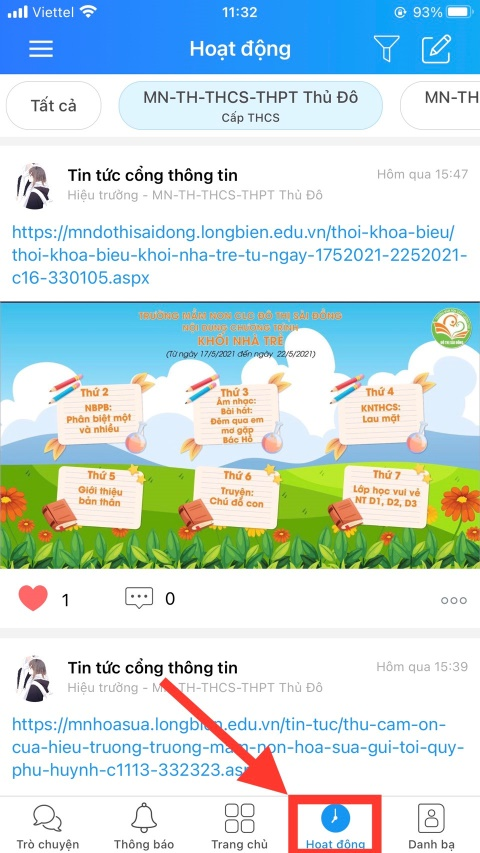 Viettel
11:32
93%
Hoạt động
Tất cả
MN-TH-THCS-THPT Thủ Đô
Cấp THCS
MN-TH
Tin tức cổng thông tin
Hôm qua 15:47
Hiệu trưởng - MN-TH-THCS-THPT Thủ Đô
https://mndothisaidong.longbien.edu.vn/thoi-khoa-bieu/
thoi-khoa-bieu-khoi-nha-tre-tu-ngay-1752021-2252021-
c16-330105.aspx
TRƯỜNG MẦM NON CLC ĐÔ THỊ SÀI ĐỒNG
NỘI DUNG CHƯƠNG TRÌNH
KHỐI NHÀ TRẺ
(Từ ngày 17/5/2021 đến ngày 22/5/2021)
Thứ 2
NBPB:
Phân biệt một
và nhiều
Thứ 3
Âm nhạc:
Bài hát:
Đêm qua em
mơ gặp
Bác Hồ
Thứ 4
KNTHCS:
Lau mặt
Thứ 5
Giới thiệu
bản thân
Thứ 6
Truyện:
Chú đồ con
Thứ 7
Lớp học vui vẻ
NT D1, D2, D3
1
0
Tin tức cổng thông tin
Hôm qua 15:39
Hiệu trưởng - MN-TH-THCS-THPT Thủ Đô
https://mnhoasua.longbien.edu.vn/tin-tuc/thu-cam-on-
cua-hieu-truong-truong-mam-non-hoa-sua-gui-toi-quy-
phu-huynh-c1113-332323.aspx
Trò chuyện
Thông báo
Trang chủ
Hoạt động
Danh bạ